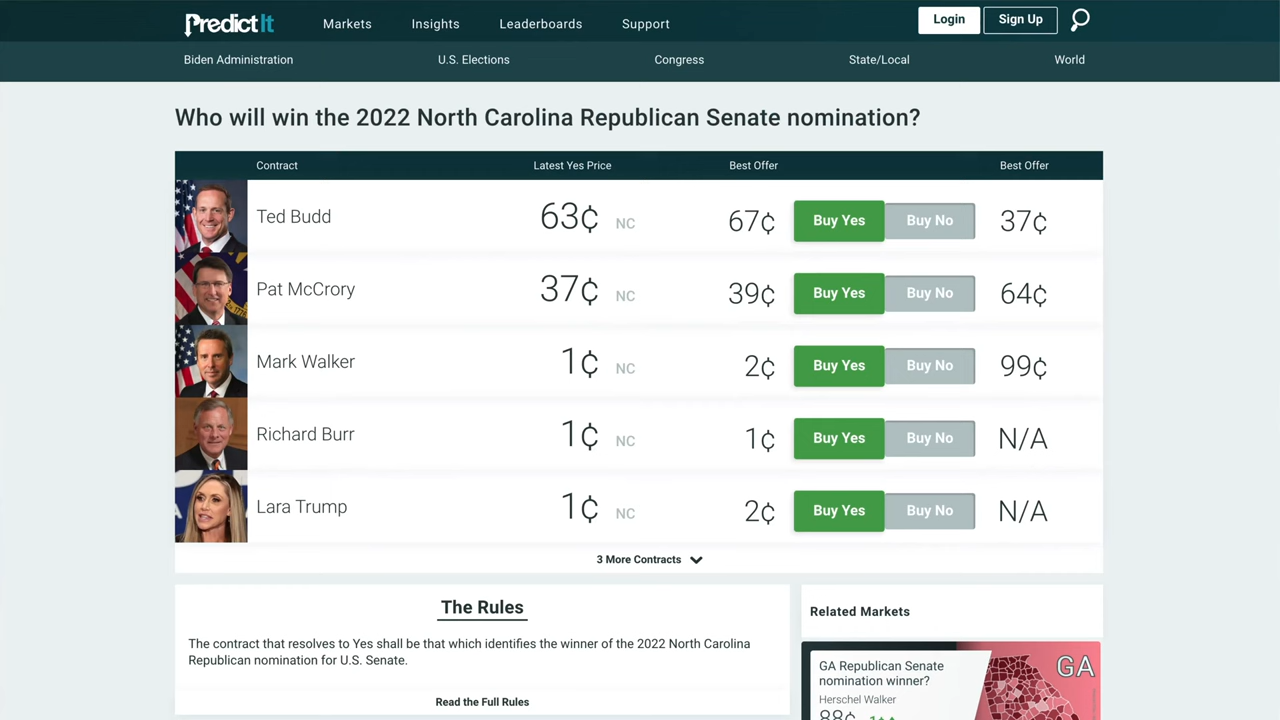 PredictIt Markets Insights Leaderboards Support Login Sign Up
Biden Administration U.S. Elections Congress State/Local World
Who will win the 2022 North Carolina Republican Senate nomination?
Contract Latest Yes Price Best Offer Best Offer
Ted Budd 63¢ NC 67¢ Buy Yes Buy No 37¢
Pat McCrory 37¢ NC 39¢ Buy Yes Buy No 64¢
Mark Walker 1¢ NC 2¢ Buy Yes Buy No 99¢
Richard Burr 1¢ NC 1¢ Buy Yes Buy No N/A
Lara Trump 1¢ NC 2¢ Buy Yes Buy No N/A
3 More Contracts
The Rules
The contract that resolves to Yes shall be that which identifies the winner of the 2022 North Carolina
Republican nomination for U.S. Senate.
Read the Full Rules
Related Markets
GA Republican Senate
nomination winner?
GA
Herschel Walker
88¢